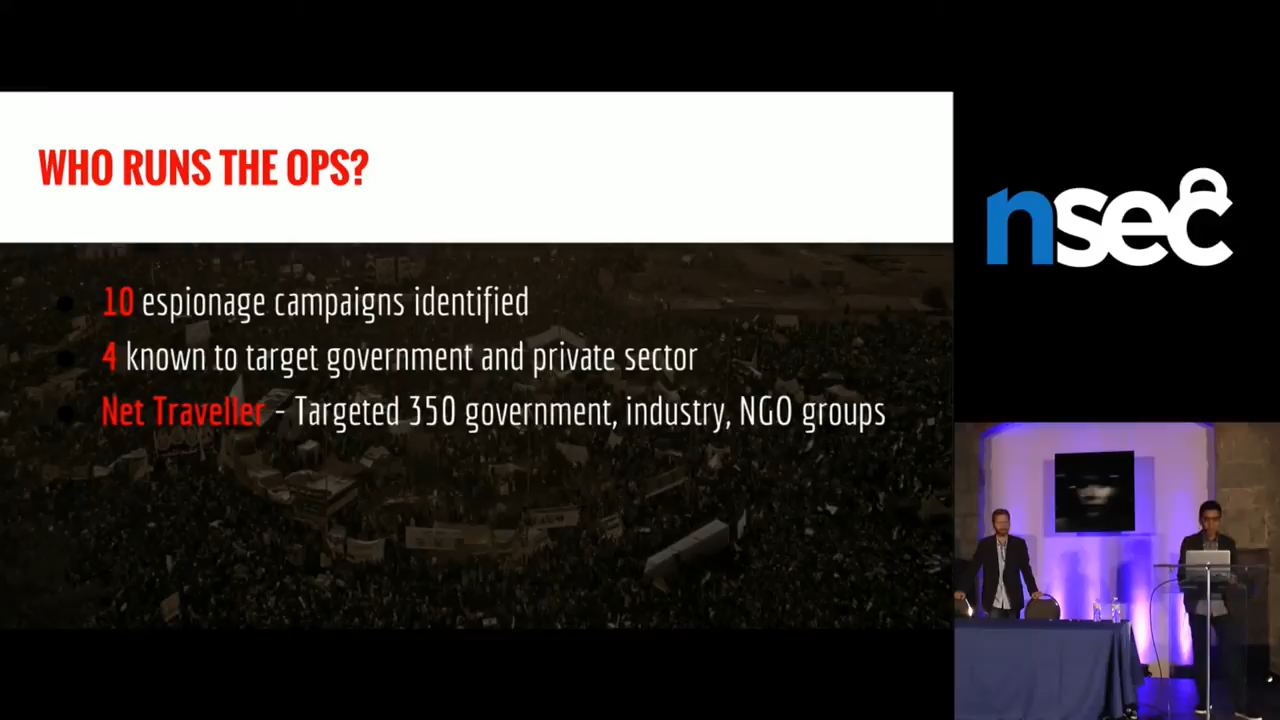 WHO RUNS THE OPS?
10 espionage campaigns identified
4 known to target government and private sector
Net Traveller - Targeted 350 government, industry, NGO groups
nsec